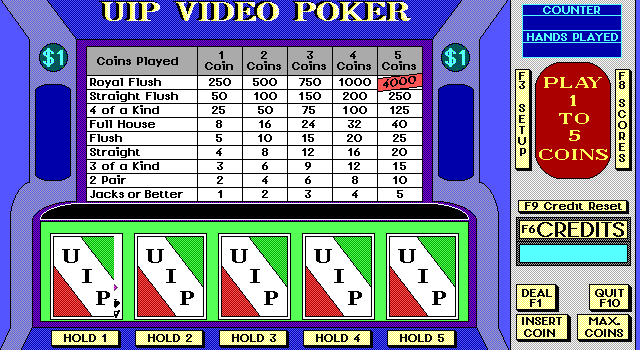 UIP VIDEO POKER
$1
$1
Coins Played 1 Coin 2 Coins 3 Coins 4 Coins 5 Coins
Royal Flush 250 500 750 1000 4000
Straight Flush 50 100 150 200 250
4 of a Kind 25 50 75 100 125
Full House 8 16 24 32 40
Flush 5 10 15 20 25
Straight 4 8 12 16 20
3 of a Kind 3 6 9 12 15
2 Pair 2 4 6 8 10
Jacks or Better 1 2 3 4 5
UIP
UIP
UIP
UIP
UIP
HOLD 1
HOLD 2
HOLD 3
HOLD 4
HOLD 5
COUNTER
HANDS PLAYED
F3 SETUP
PLAY
1
TO
5
COINS
F8 SCORES
F9 Credit Reset
F6 CREDITS
DEAL
F1
QUIT
F10
INSERT
COIN
MAX.
COINS